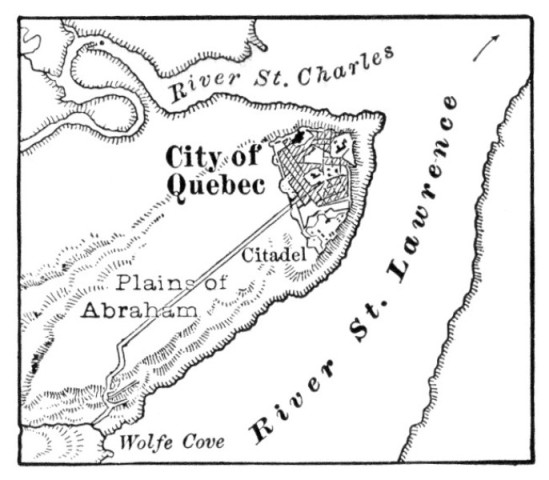 River St. Charles
City of
Quebec
Citadel
Plains of
Abraham
River St. Lawrence
Wolfe Cove